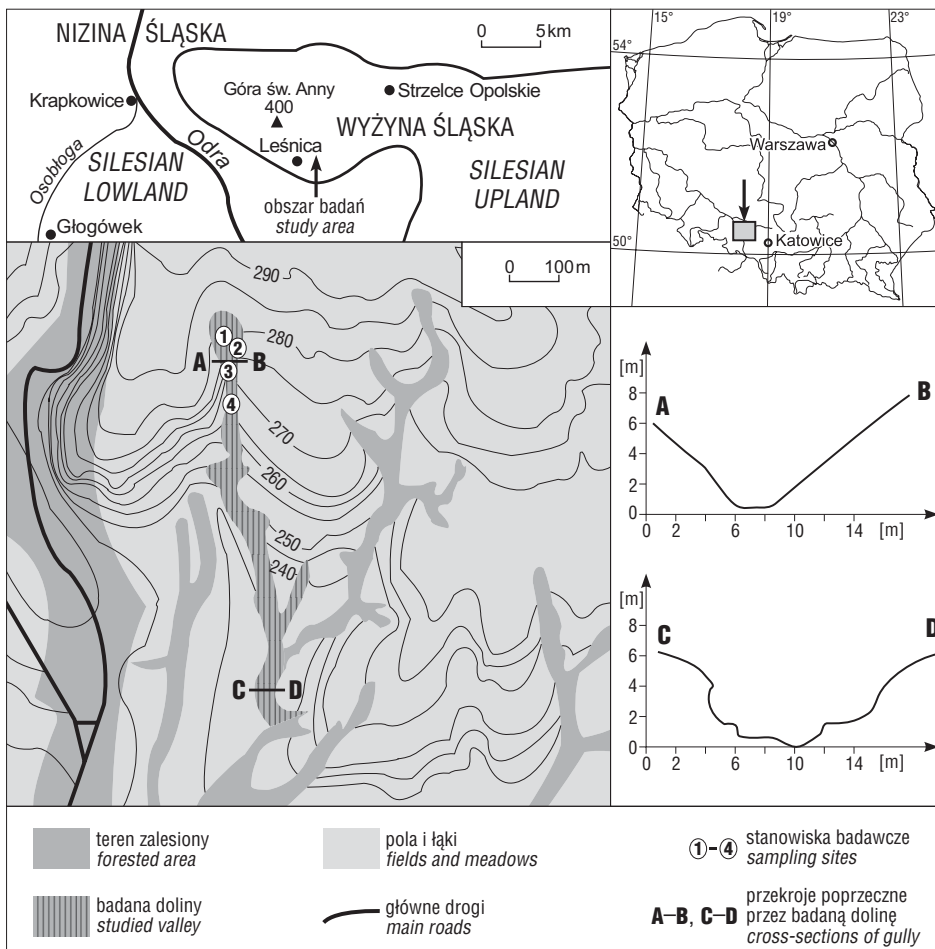 NIZINA ŚLĄSKA
0 5 km
Krapkowice
Góra św. Anny
400
Strzelce Opolskie
WYŻYNA ŚLĄSKA
Odra
Leśnica
Osobłoga
SILESIAN
LOWLAND
SILESIAN
UPLAND
obszar badań
study area
Głogówek
15° 19° 23°
54°
Warszawa
50°
Katowice
0 100 m
290
280
1
2
A B
3
4
270
260
250
240
C D
[m]
8
6
4
2
0
A
B
0 2 6 10 14 [m]
[m]
8
6
4
2
0
C
D
0 2 6 10 14 [m]
teren zalesiony
forested area
pola i łąki
fields and meadows
1-4 stanowiska badawcze
sampling sites
badana doliny
studied valley
główne drogi
main roads
A–B, C–D przekroje poprzeczne
przez badaną dolinę
cross-sections of gully